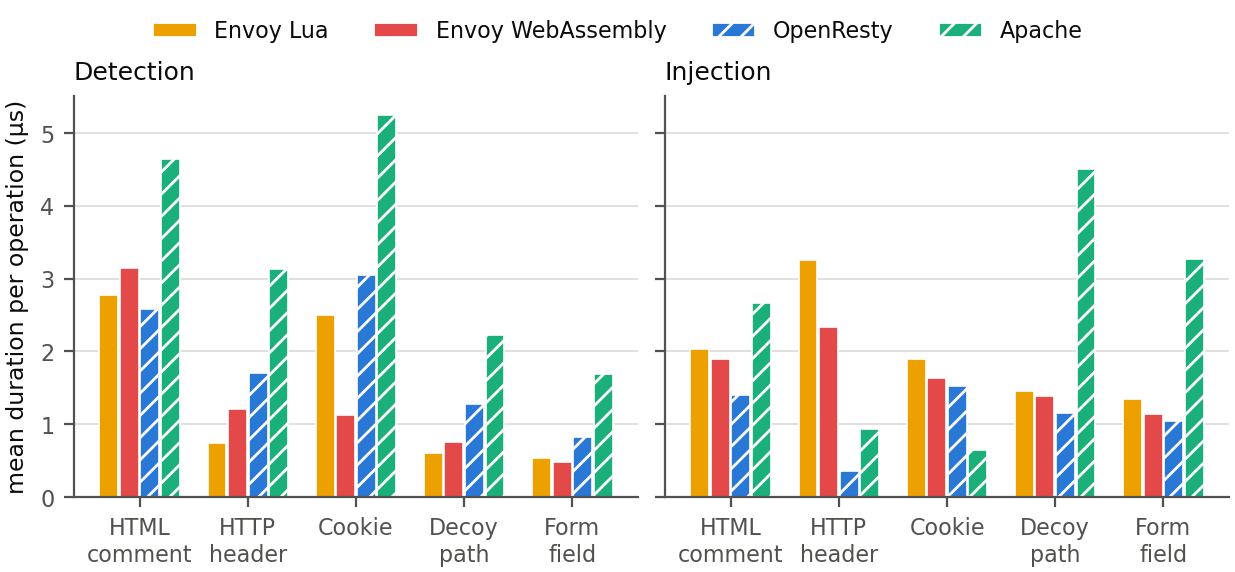 Envoy Lua Envoy WebAssembly OpenResty Apache
Detection
mean duration per operation (µs)
5
4
3
2
1
0
HTML comment
HTTP header
Cookie
Decoy path
Form field
Injection
HTML comment
HTTP header
Cookie
Decoy path
Form field